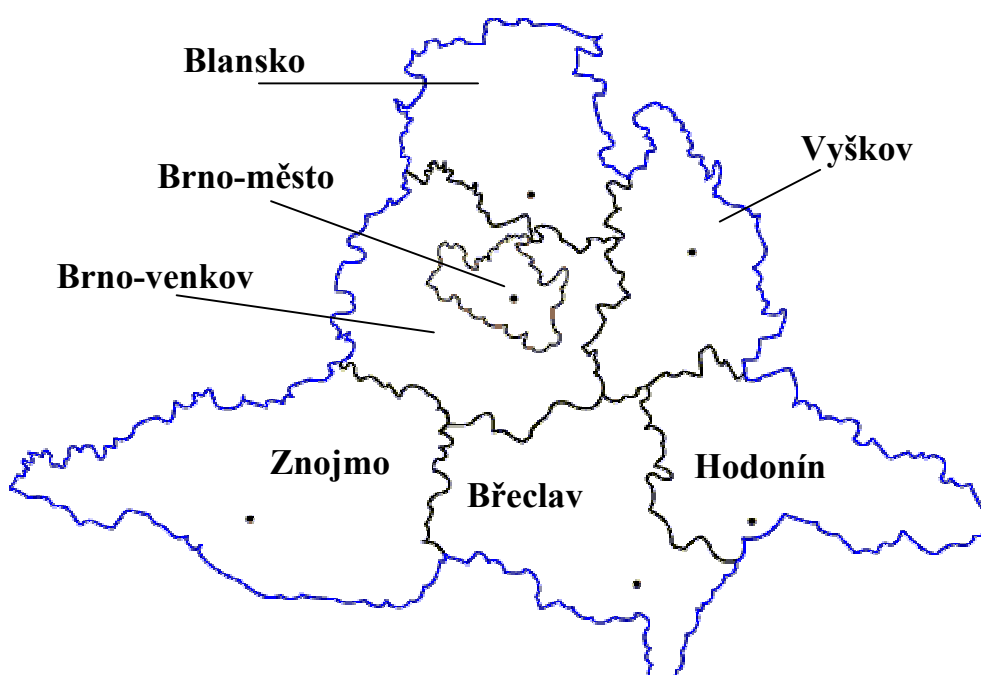 Blansko
Vyškov
Brno-město
Brno-venkov
Znojmo
Hodonín
Břeclav